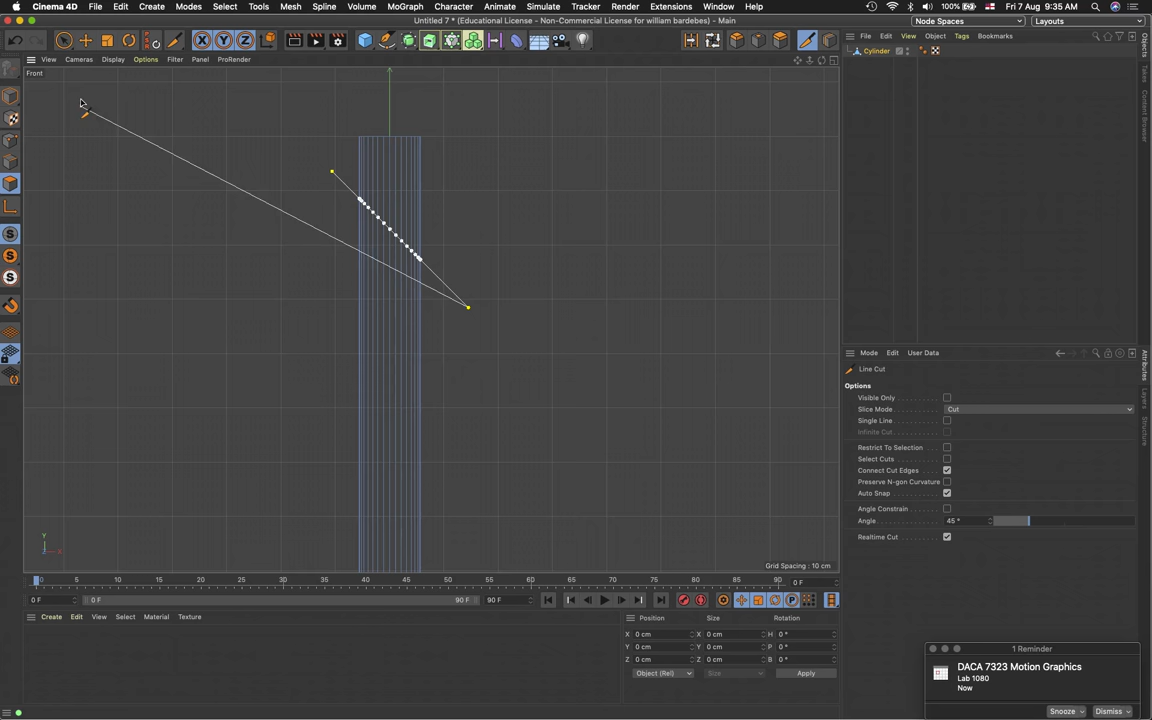 Cinema 4D File Edit Create Modes Select Tools Mesh Spline Volume MoGraph Character Animate Simulate Tracker Render Extensions Window Help 100% Fri 7 Aug 9:35 AM
Untitled 7 * (Educational License - Non-Commercial License for william bardebes) - Main
Node Spaces Layouts
View Cameras Display Options Filter Panel ProRender
File Edit View Object Tags Bookmarks
Front
Cylinder
Objects
Takes
Content Browser
Mode Edit User Data
Line Cut
Options
Visible Only
Slice Mode Cut
Single Line
Infinite Cut
Restrict To Selection
Select Cuts
Connect Cut Edges
Preserve N-gon Curvature
Auto Snap
Angle Constrain
Angle 45 °
Realtime Cut
Attributes
Layers
Structure
Y
X
Grid Spacing : 10 cm
0 5 10 15 20 25 30 35 40 45 50 55 60 65 70 75 80 85 90 0 F
0 F 0 F 90 F 90 F
Create Edit View Select Material Texture
Position Size Rotation
X 0 cm X 0 cm H 0 °
Y 0 cm Y 0 cm P 0 °
Z 0 cm Z 0 cm B 0 °
Object (Rel) Size Apply
1 Reminder
DACA 7323 Motion Graphics
Lab 1080
Now
Snooze Dismiss